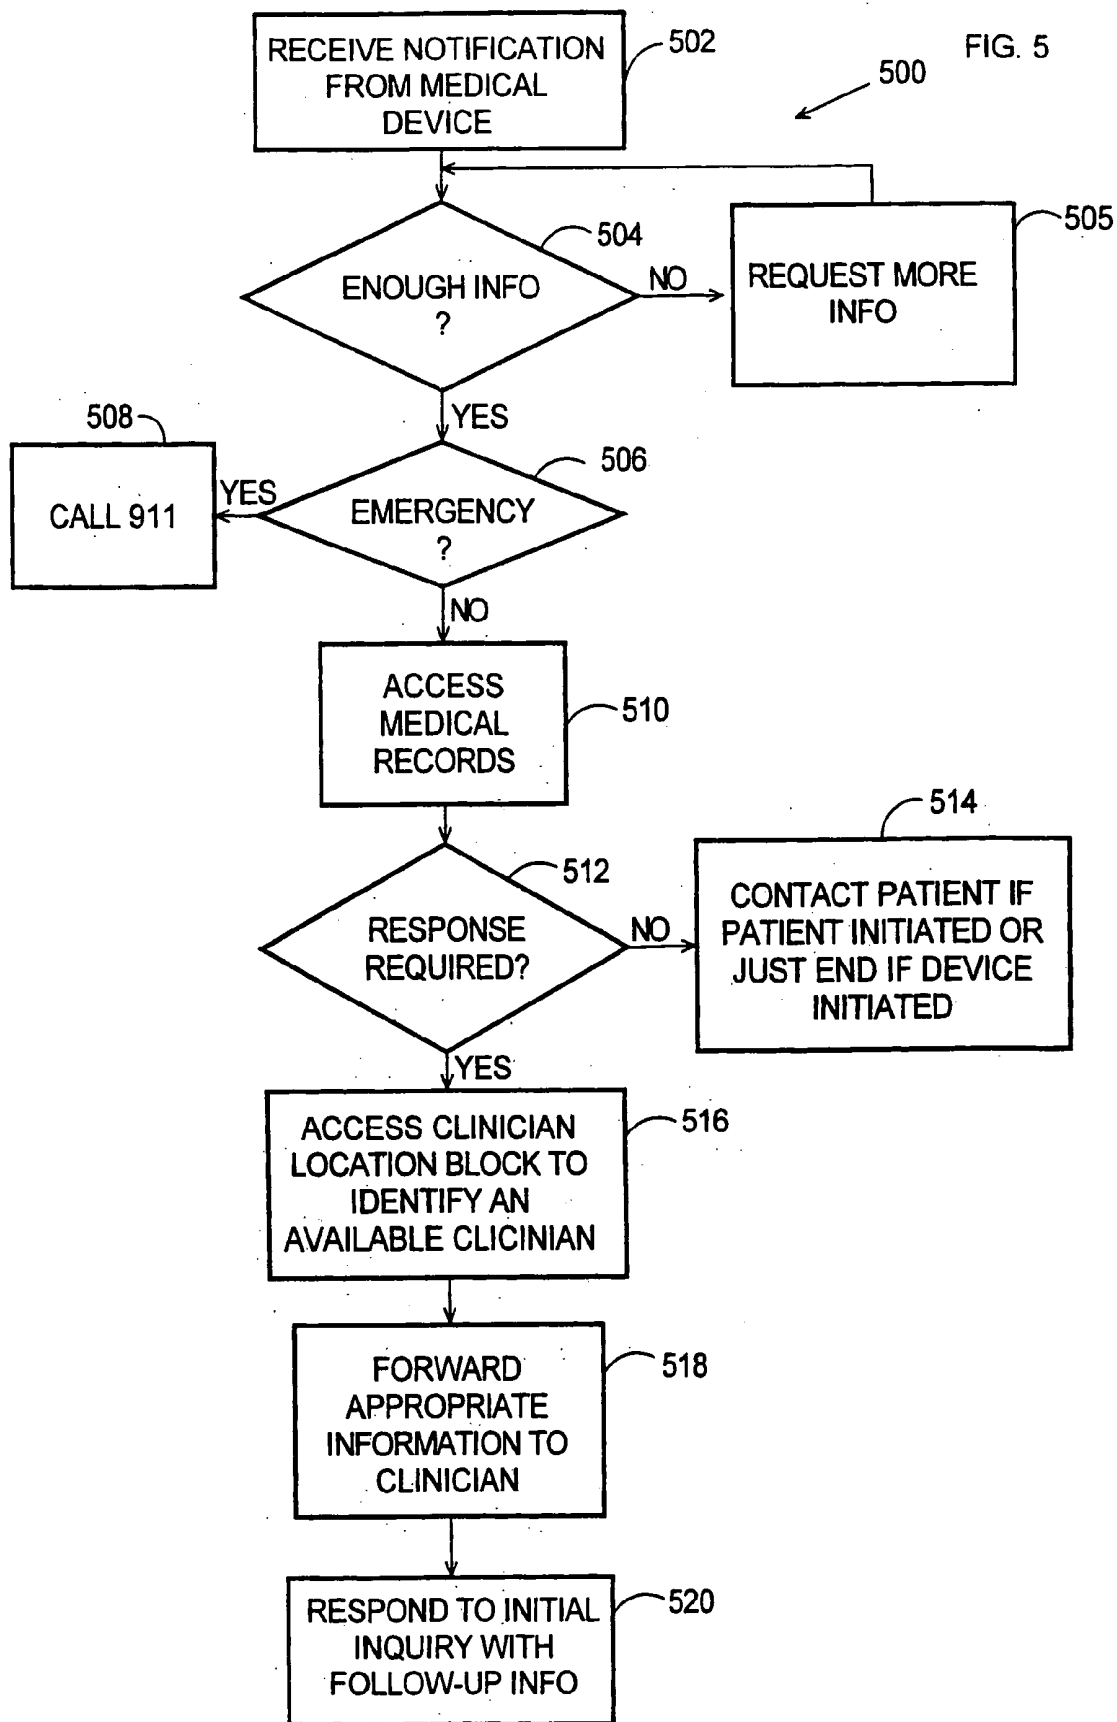 RECEIVE NOTIFICATION
FROM MEDICAL
DEVICE
502
FIG. 5
500
504
ENOUGH INFO
?
NO
505
REQUEST MORE
INFO
YES
508
CALL 911
YES
506
EMERGENCY
?
NO
ACCESS
MEDICAL
RECORDS
510
512
RESPONSE
REQUIRED?
NO
514
CONTACT PATIENT IF
PATIENT INITIATED OR
JUST END IF DEVICE
INITIATED
YES
ACCESS CLINICIAN
LOCATION BLOCK TO
IDENTIFY AN
AVAILABLE CLICINIAN
516
FORWARD
APPROPRIATE
INFORMATION TO
CLINICIAN
518
RESPOND TO INITIAL
INQUIRY WITH
FOLLOW-UP INFO
520